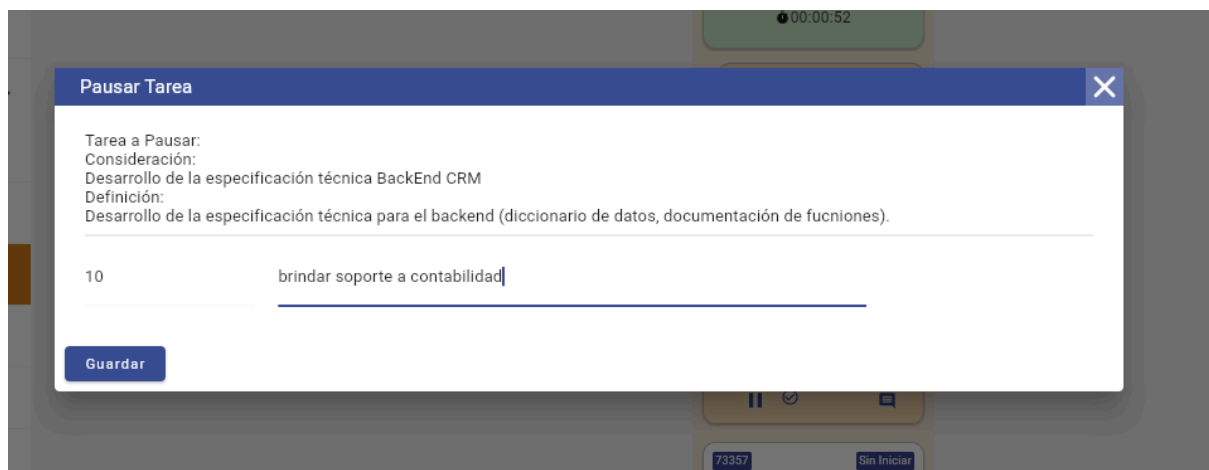 00:00:52
Pausar Tarea
Tarea a Pausar:
Consideración:
Desarrollo de la especificación técnica BackEnd CRM
Definición:
Desarrollo de la especificación técnica para el backend (diccionario de datos, documentación de fucniones).
10 brindar soporte a contabilidad
Guardar
73357 Sin Iniciar